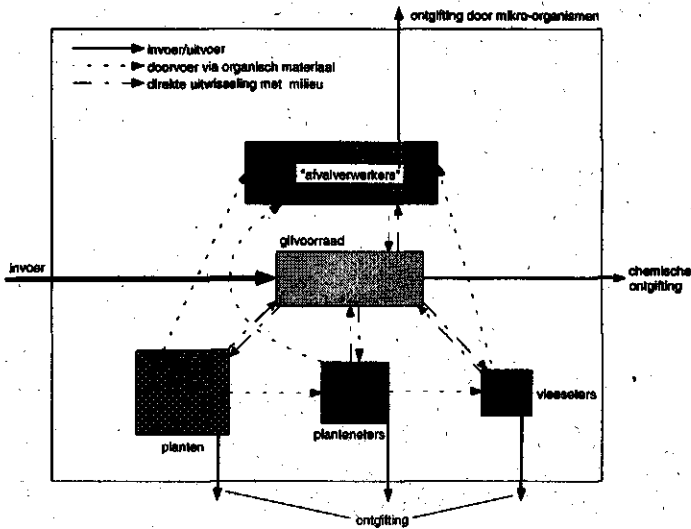 ontgifting door mikro-organismen
invoer/uitvoer
doorvoer via organisch materiaal
direkte uitwisseling met milieu
"afvalverwerkers"
gifvoorraad
invoer
chemische
ontgifting
vleeseters
planteneters
planten
ontgifting